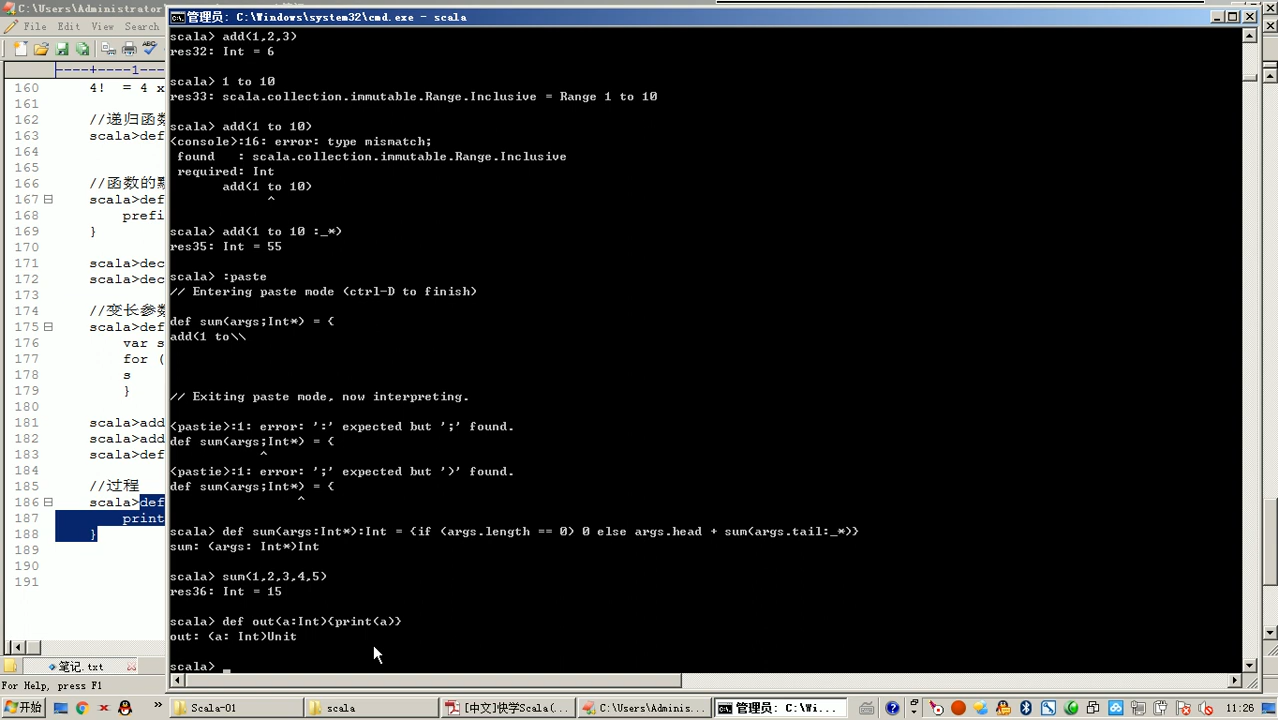 C:\Users\Administrator
File Edit View Search
----+----1---
160 4! = 4 x
161
162 //递归函
163 scala>def
164
165
166 //函数的
167 scala>def
168 prefi
169 }
170
171 scala>dec
172 scala>dec
173
174 //变长参
175 scala>def
176 var s
177 for (
178 s
179 }
180
181 scala>add
182 scala>add
183 scala>def
184
185 //过程
186 scala>def
187 print
188 }
189
190
191
笔记.txt
For Help, press F1
管理员: C:\Windows\system32\cmd.exe - scala
scala> add(1,2,3)
res32: Int = 6
scala> 1 to 10
res33: scala.collection.immutable.Range.Inclusive = Range 1 to 10
scala> add(1 to 10)
<console>:16: error: type mismatch;
found : scala.collection.immutable.Range.Inclusive
required: Int
add(1 to 10)
^
scala> add(1 to 10 :_*)
res35: Int = 55
scala> :paste
// Entering paste mode (ctrl-D to finish)
def sum(args;Int*) = {
add(1 to\\
// Exiting paste mode, now interpreting.
<pastie>:1: error: ':' expected but ';' found.
def sum(args;Int*) = {
^
<pastie>:1: error: ';' expected but ')' found.
def sum(args;Int*) = {
^
scala> def sum(args:Int*):Int = {if (args.length == 0) 0 else args.head + sum(args.tail:_*)}
sum: (args: Int*)Int
scala> sum(1,2,3,4,5)
res36: Int = 15
scala> def out(a:Int){print(a)}
out: (a: Int)Unit
scala> _
开始
Scala-01
scala
[中文]快学Scala(...
C:\Users\Adminis...
管理员: C:\Wi...
11:26